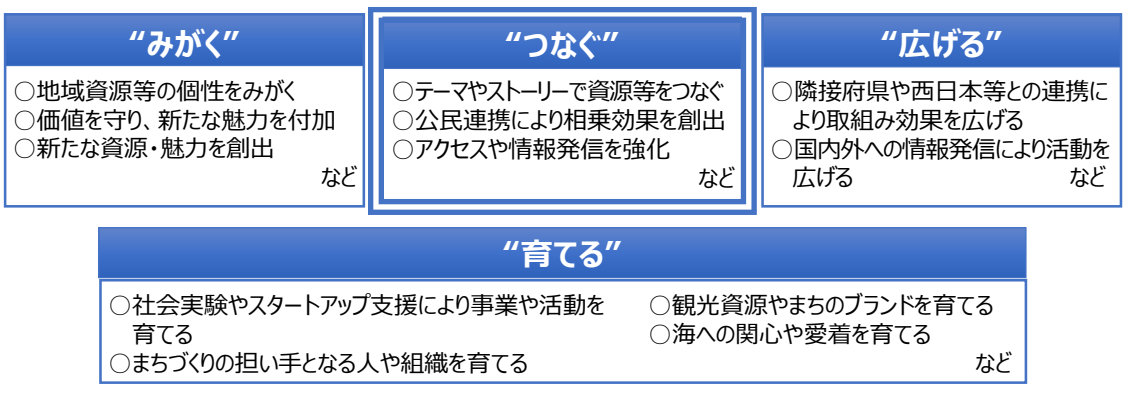 “みがく”
○地域資源等の個性をみがく
○価値を守り、新たな魅力を付加
○新たな資源・魅力を創出
など
“つなぐ”
○テーマやストーリーで資源等をつなぐ
○公民連携により相乗効果を創出
○アクセスや情報発信を強化
など
“広げる”
○隣接府県や西日本等との連携に
より取組み効果を広げる
○国内外への情報発信により活動を
広げる など
“育てる”
○社会実験やスタートアップ支援により事業や活動を
育てる
○まちづくりの担い手となる人や組織を育てる
○観光資源やまちのブランドを育てる
○海への関心や愛着を育てる
など